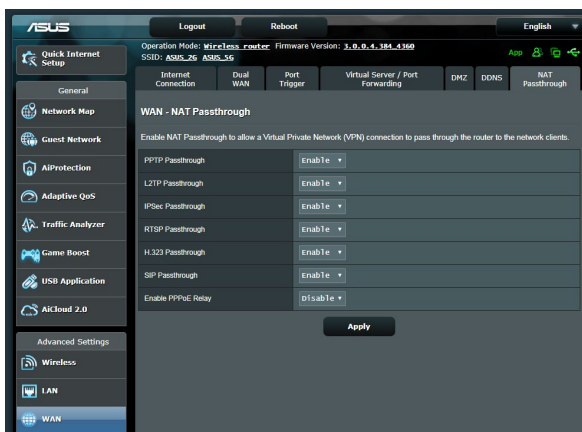 ASUS
Logout
Reboot
English
Operation Mode: Wireless router Firmware Version: 3.0.0.4.384_4360
SSID: ASUS_2G ASUS_5G
App
Quick Internet Setup
General
Network Map
Guest Network
AiProtection
Adaptive QoS
Traffic Analyzer
Game Boost
USB Application
AiCloud 2.0
Advanced Settings
Wireless
LAN
WAN
Internet Connection
Dual WAN
Port Trigger
Virtual Server / Port Forwarding
DMZ
DDNS
NAT Passthrough
WAN - NAT Passthrough
Enable NAT Passthrough to allow a Virtual Private Network (VPN) connection to pass through the router to the network clients.
PPTP Passthrough Enable
L2TP Passthrough Enable
IPSec Passthrough Enable
RTSP Passthrough Enable
H.323 Passthrough Enable
SIP Passthrough Enable
Enable PPPoE Relay Disable
Apply